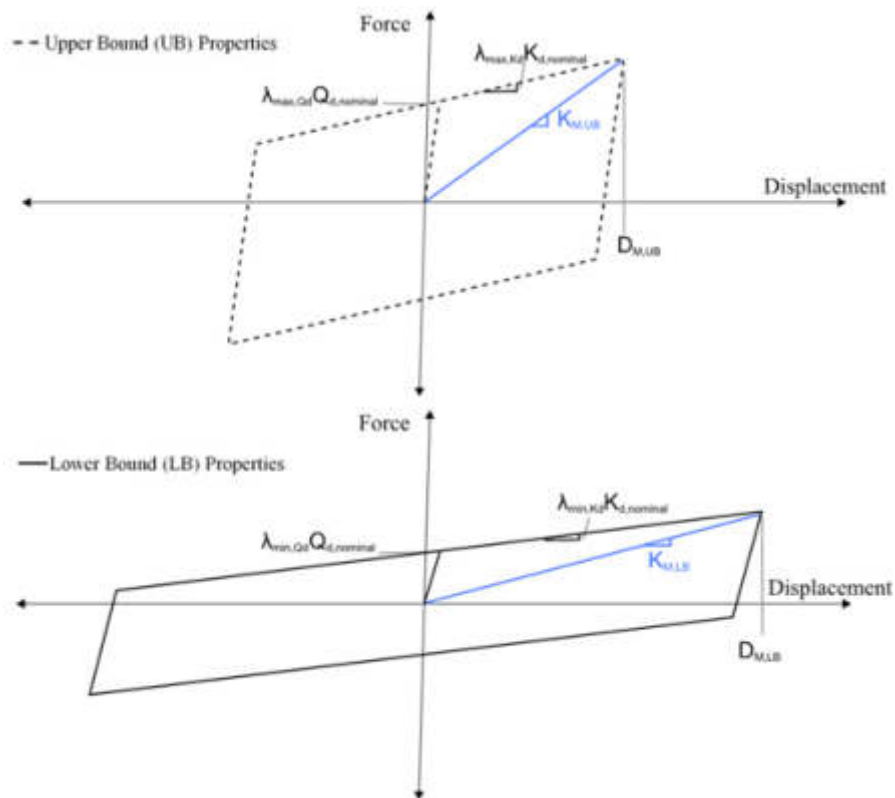 Force
Upper Bound (UB) Properties
λmax,KdKd,nominal
λmax,QdQd,nominal
KM,UB
Displacement
DM,UB
Force
Lower Bound (LB) Properties
λmin,KdKd,nominal
λmin,QdQd,nominal
KM,LB
Displacement
DM,LB